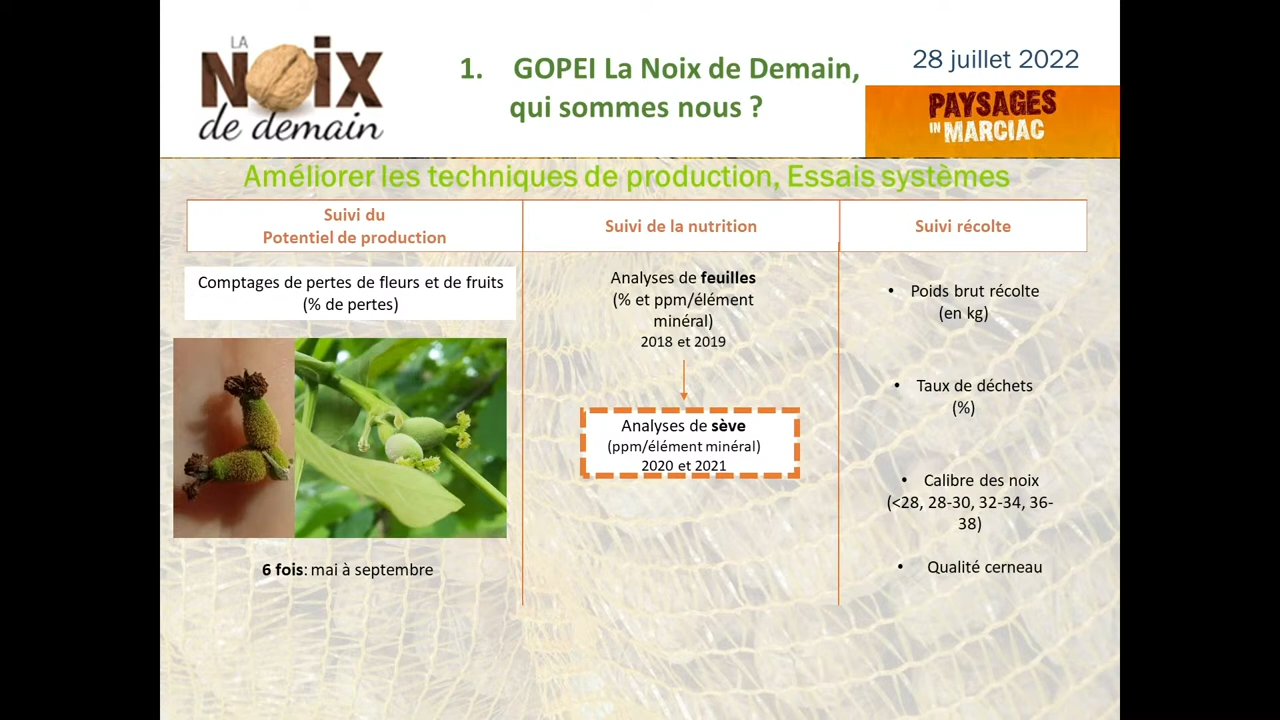 LA
NOIX
de demain
1. GOPEI La Noix de Demain,
qui sommes nous ?
28 juillet 2022
PAYSAGES
IN MARCIAC
Améliorer les techniques de production, Essais systèmes
Suivi du
Potentiel de production
Suivi de la nutrition
Suivi récolte
Comptages de pertes de fleurs et de fruits
(% de pertes)
6 fois: mai à septembre
Analyses de feuilles
(% et ppm/élément
minéral)
2018 et 2019
Analyses de sève
(ppm/élément minéral)
2020 et 2021
• Poids brut récolte
(en kg)
• Taux de déchets
(%)
• Calibre des noix
(<28, 28-30, 32-34, 36-
38)
• Qualité cerneau